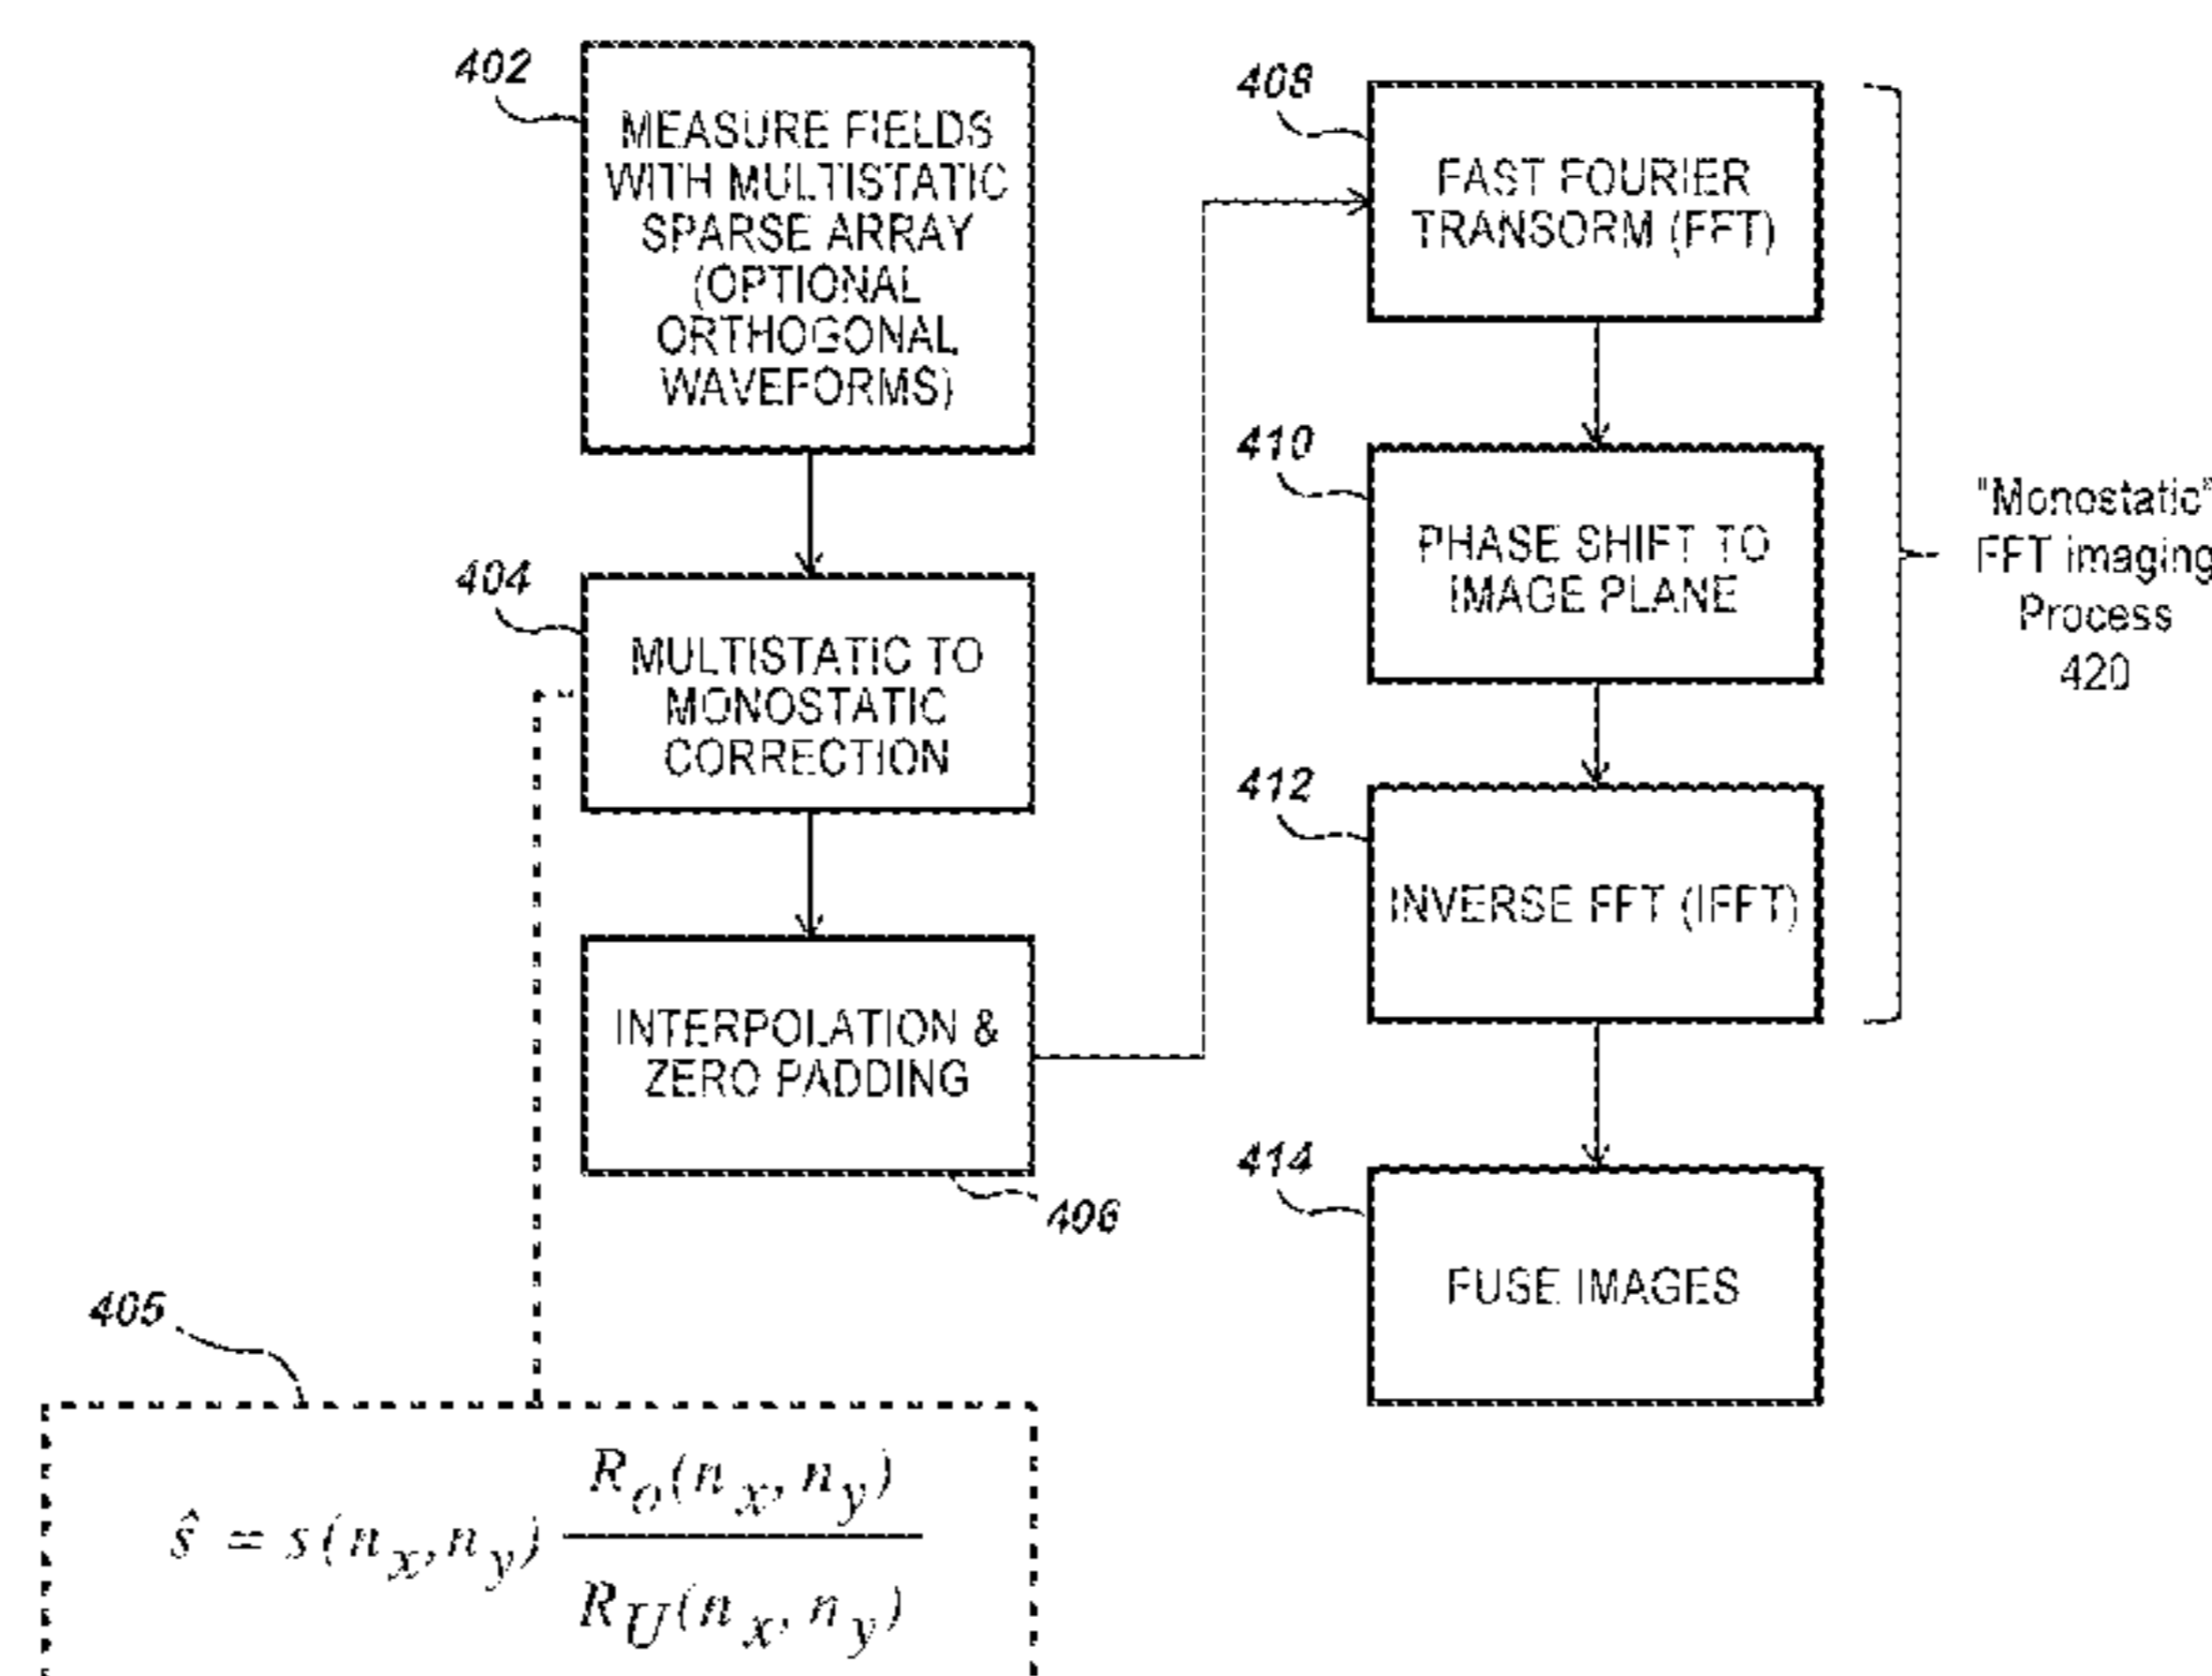 402
MEASURE FIELDS
WITH MULTISTATIC
SPARSE ARRAY
(OPTIONAL
ORTHOGONAL
WAVEFORMS)
404
MULTISTATIC TO
MONOSTATIC
CORRECTION
INTERPOLATION &
ZERO PADDING
406
405
ŝ = s(n_x, n_y) R_o(n_x, n_y) / R_U(n_x, n_y)
408
FAST FOURIER
TRANSORM (FFT)
410
PHASE SHIFT TO
IMAGE PLANE
412
INVERSE FFT (IFFT)
414
FUSE IMAGES
"Monostatic"
FFT imaging
Process
420